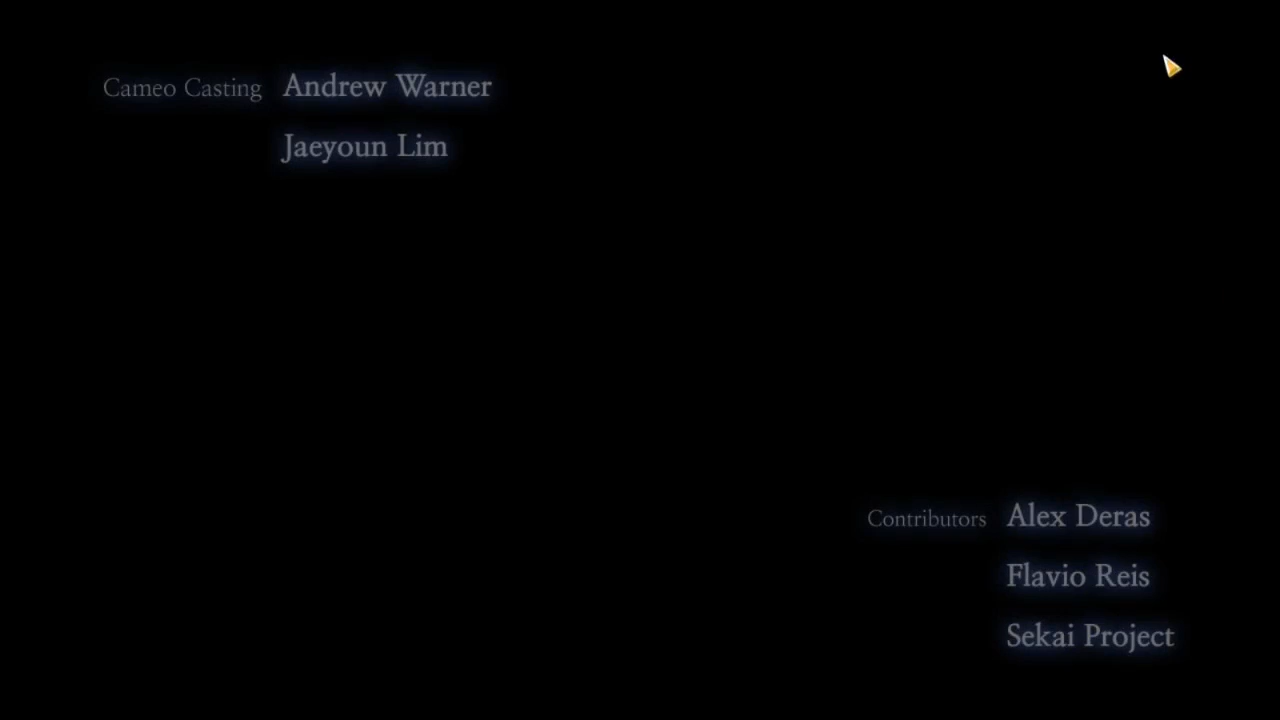 Cameo Casting Andrew Warner
Jaeyoun Lim
Contributors Alex Deras
Flavio Reis
Sekai Project